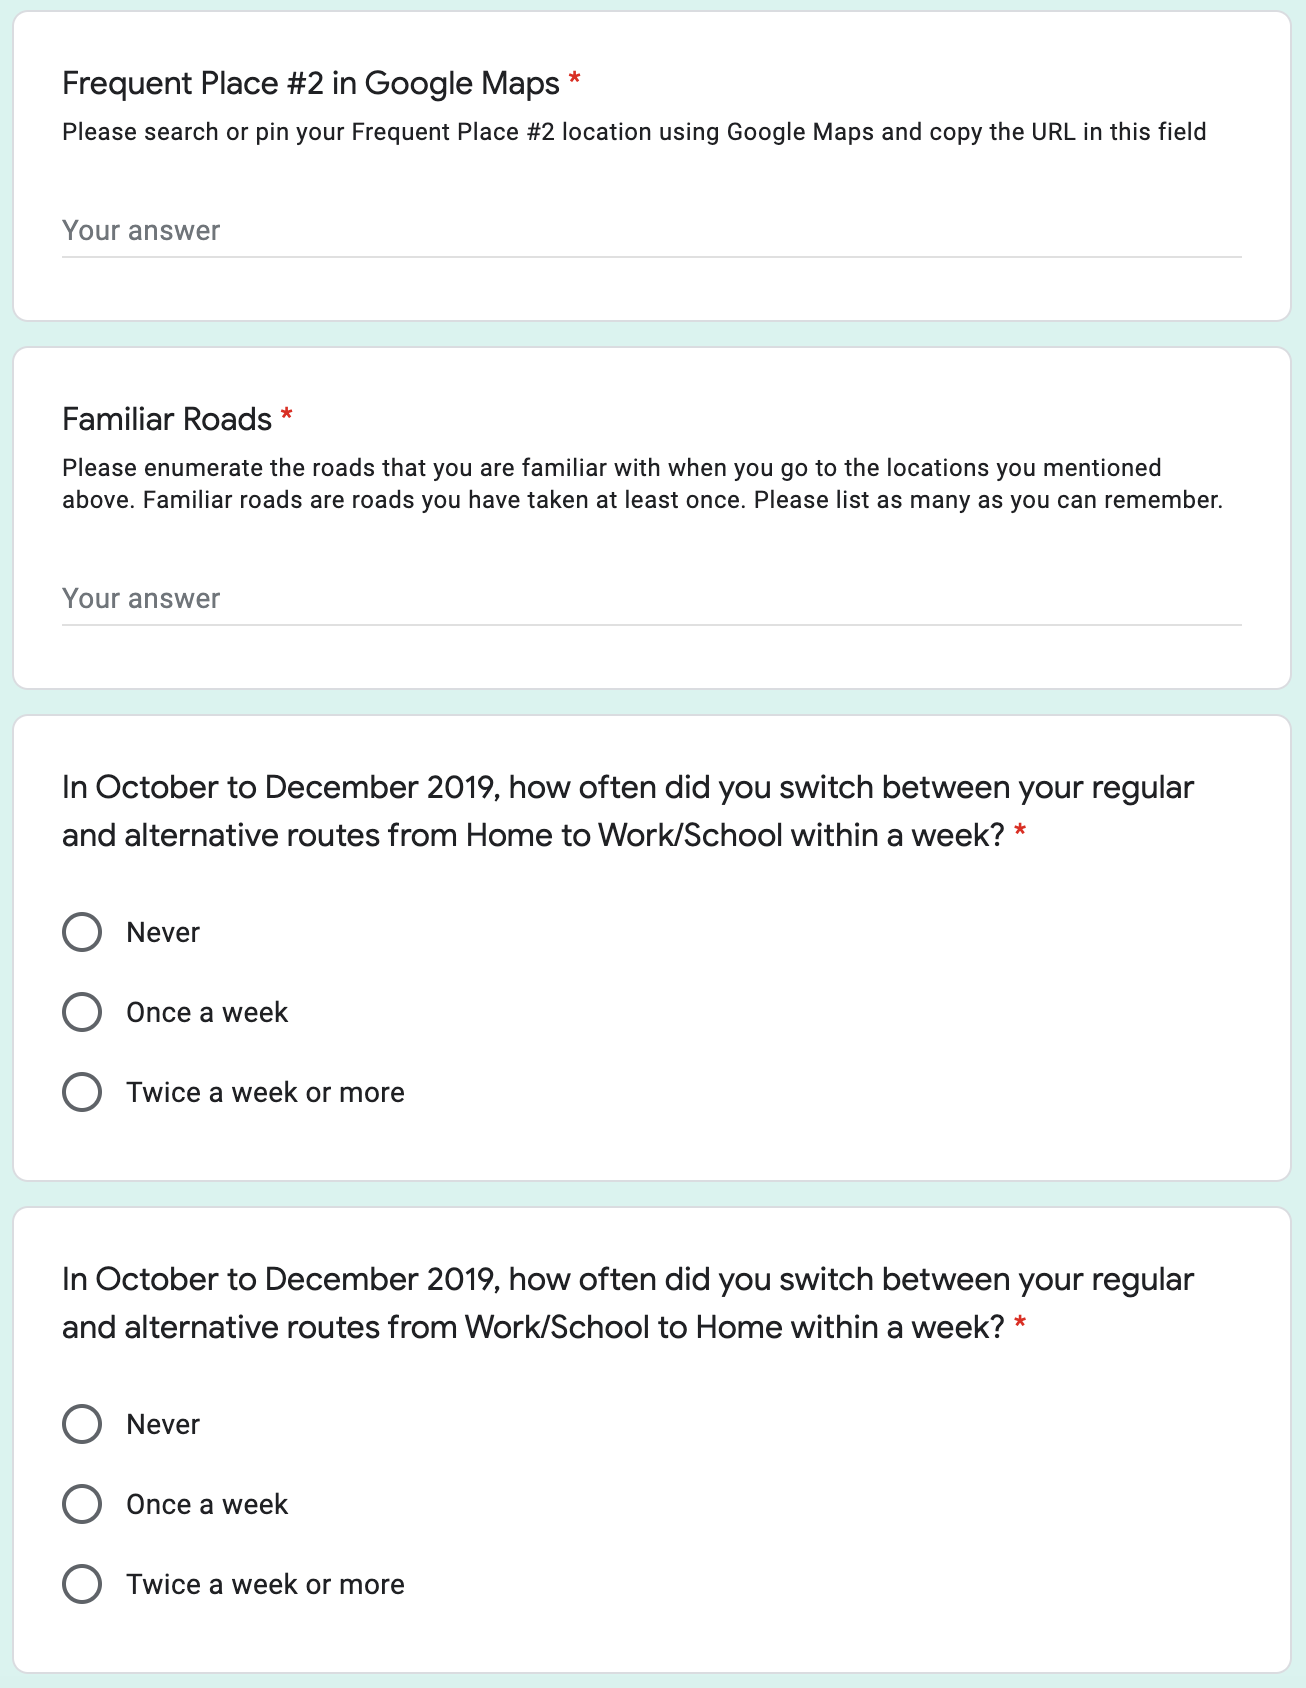 Frequent Place #2 in Google Maps *
Please search or pin your Frequent Place #2 location using Google Maps and copy the URL in this field
Your answer
Familiar Roads *
Please enumerate the roads that you are familiar with when you go to the locations you mentioned
above. Familiar roads are roads you have taken at least once. Please list as many as you can remember.
Your answer
In October to December 2019, how often did you switch between your regular
and alternative routes from Home to Work/School within a week? *
Never
Once a week
Twice a week or more
In October to December 2019, how often did you switch between your regular
and alternative routes from Work/School to Home within a week? *
Never
Once a week
Twice a week or more